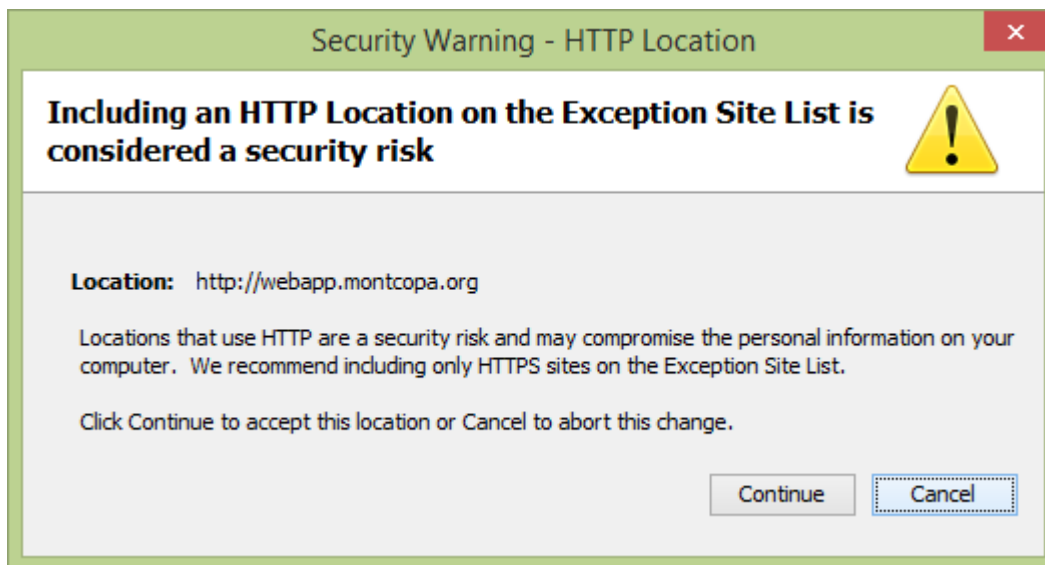 Security Warning - HTTP Location
Including an HTTP Location on the Exception Site List is
considered a security risk
Location: http://webapp.montcopa.org
Locations that use HTTP are a security risk and may compromise the personal information on your
computer. We recommend including only HTTPS sites on the Exception Site List.
Click Continue to accept this location or Cancel to abort this change.
Continue Cancel